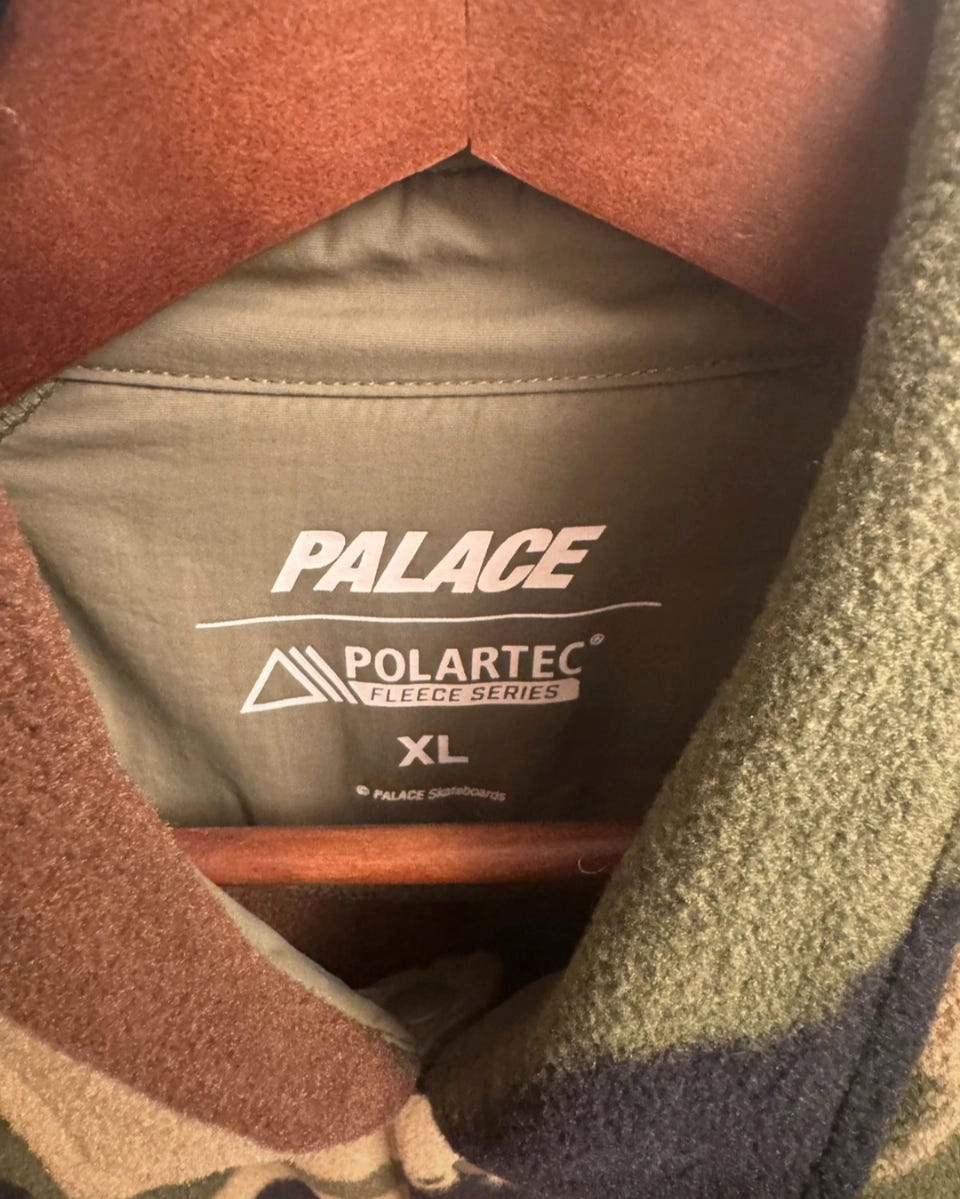 PALACE
POLARTEC®
FLEECE SERIES
XL
© PALACE Skateboards